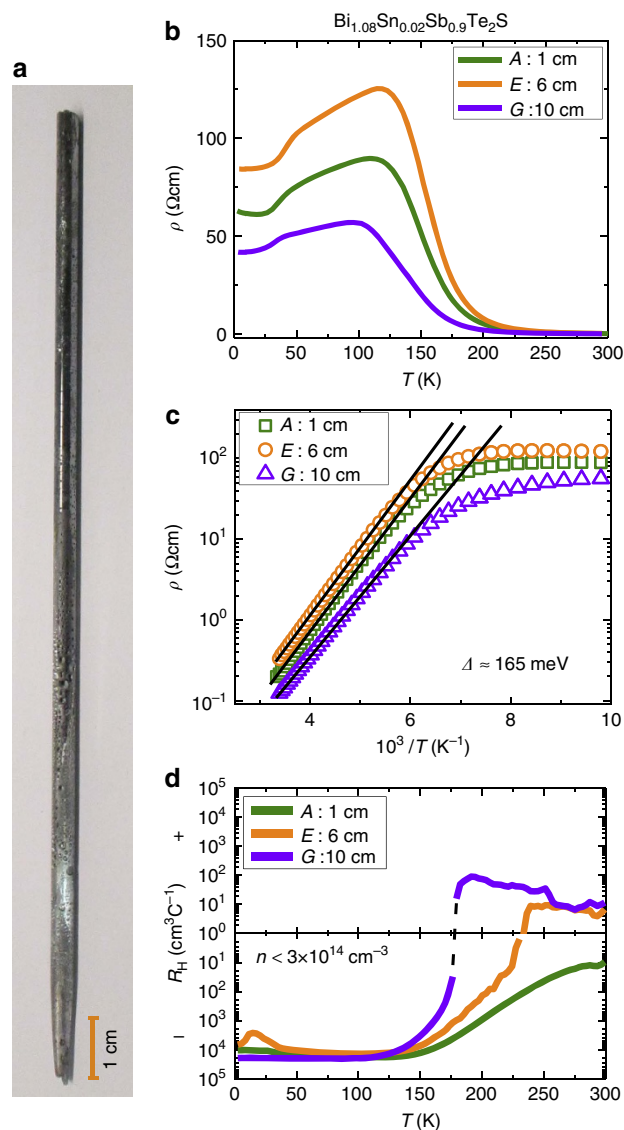 a
1 cm
b
Bi₁.₀₈Sn₀.₀₂Sb₀.₉Te₂S
150
100
50
0
ρ (Ωcm)
A : 1 cm
E : 6 cm
G : 10 cm
0 50 100 150 200 250 300
T (K)
c
A : 1 cm
E : 6 cm
G : 10 cm
10²
10¹
10⁰
10⁻¹
ρ (Ωcm)
Δ ≈ 165 meV
4 6 8 10
10³ /T (K⁻¹)
d
A : 1 cm
E : 6 cm
G : 10 cm
10⁵
10⁴
10³
10²
10¹
10⁰
10¹
10²
10³
10⁴
10⁵
+
–
R_H (cm³C⁻¹)
n < 3×10¹⁴ cm⁻³
0 50 100 150 200 250 300
T (K)